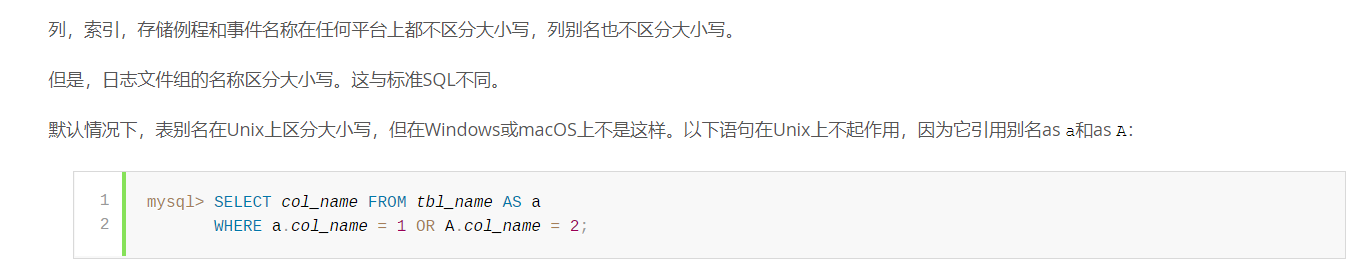 列，索引，存储例程和事件名称在任何平台上都不区分大小写，列别名也不区分大小写。
但是，日志文件组的名称区分大小写。这与标准SQL不同。
默认情况下，表别名在Unix上区分大小写，但在Windows或macOS上不是这样。以下语句在Unix上不起作用，因为它引用别名as a和as A：
1 mysql> SELECT col_name FROM tbl_name AS a
2 WHERE a.col_name = 1 OR A.col_name = 2;